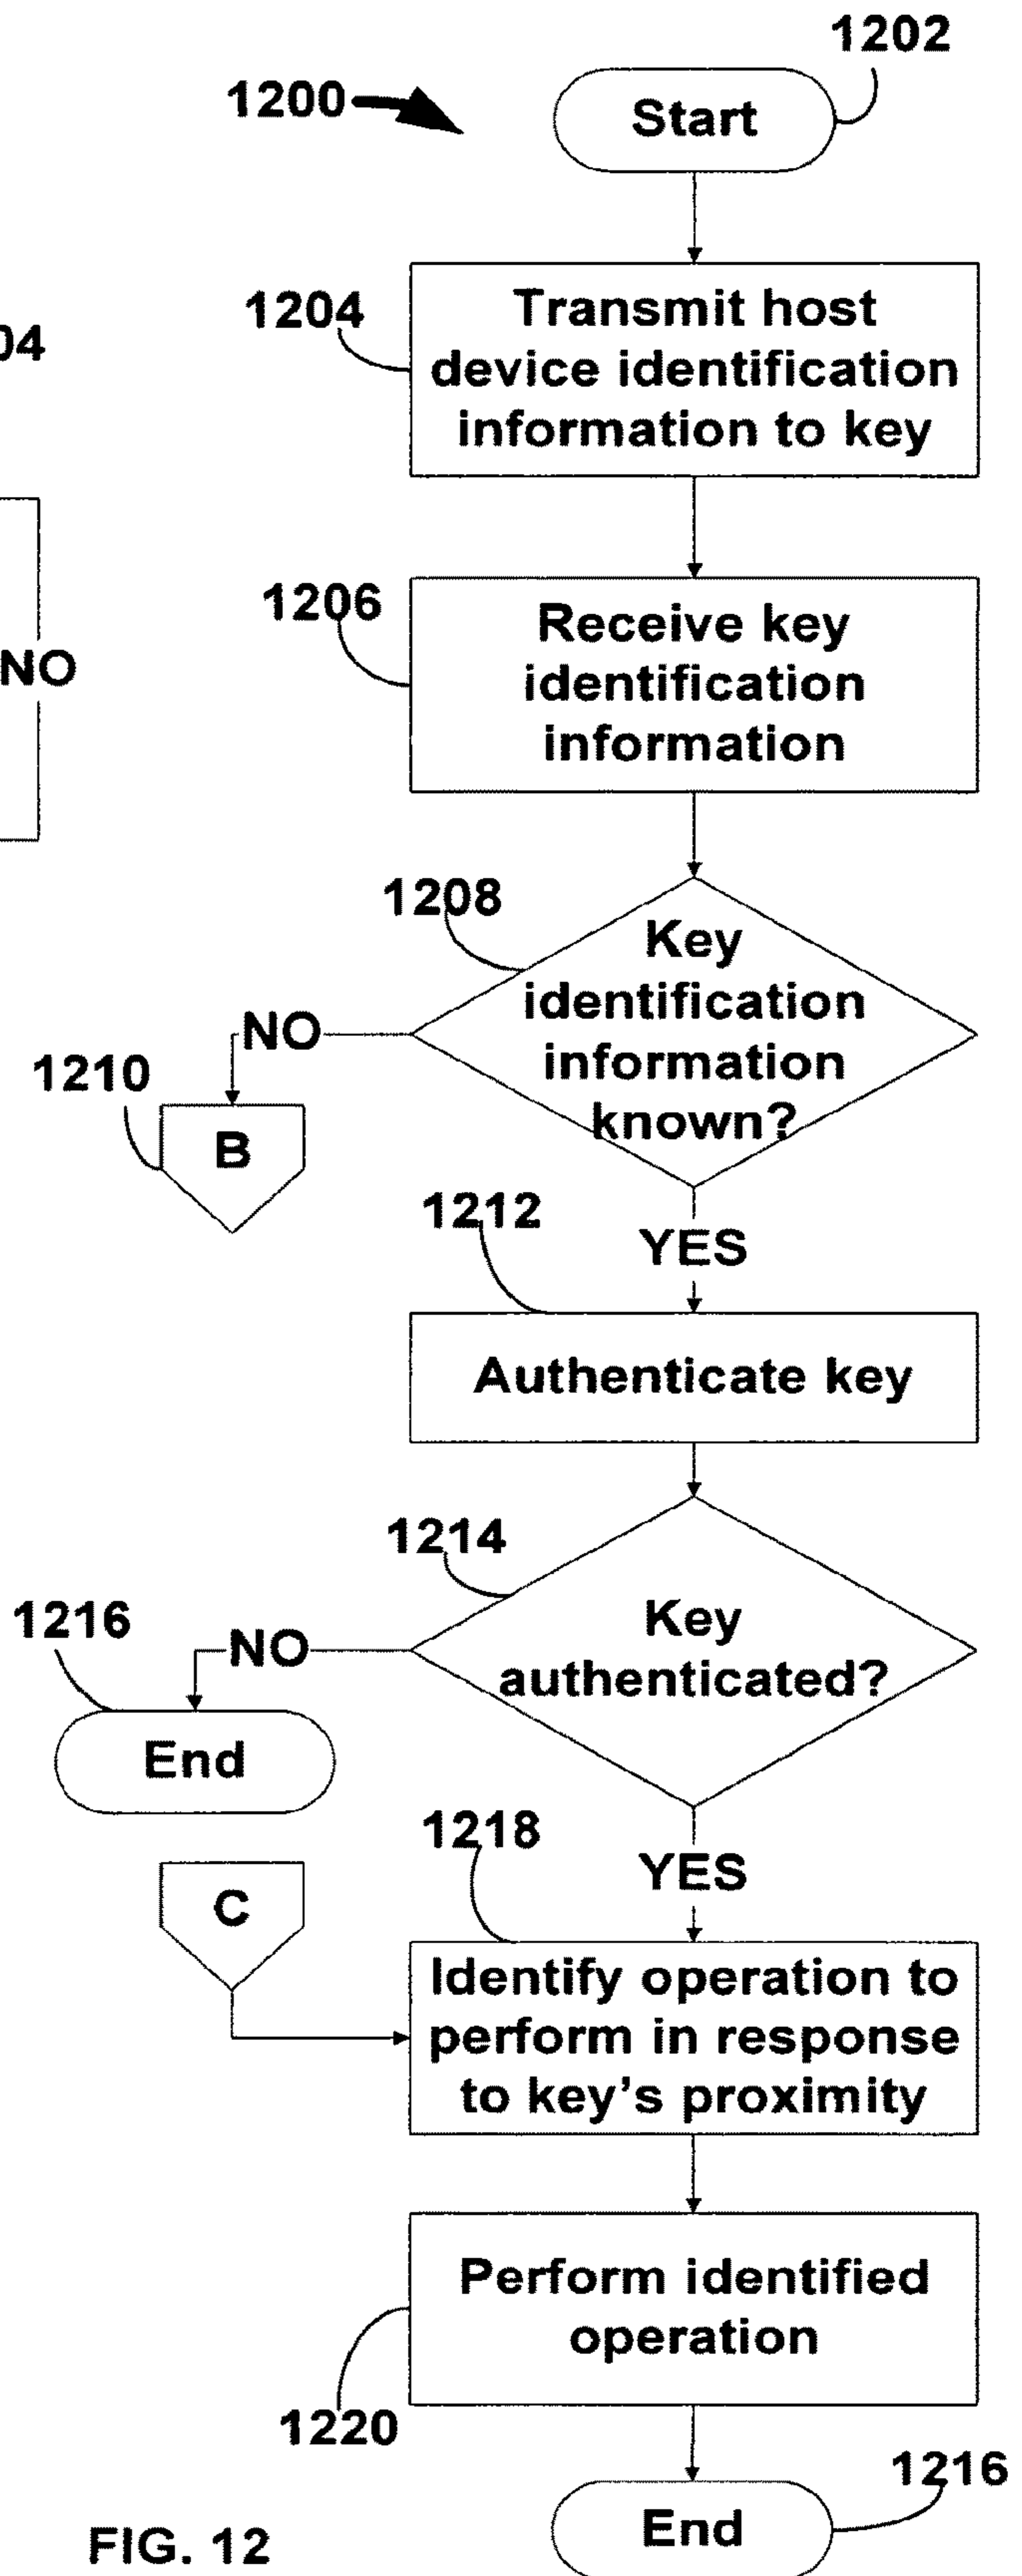 1202
1200
Start
1204
Transmit host
device identification
information to key
04
1206
Receive key
identification
information
NO
1208
Key
identification
information
known?
NO
1210
B
1212
YES
Authenticate key
1214
Key
authenticated?
1216
NO
End
1218
YES
C
Identify operation to
perform in response
to key's proximity
Perform identified
operation
1220
1216
End
FIG. 12